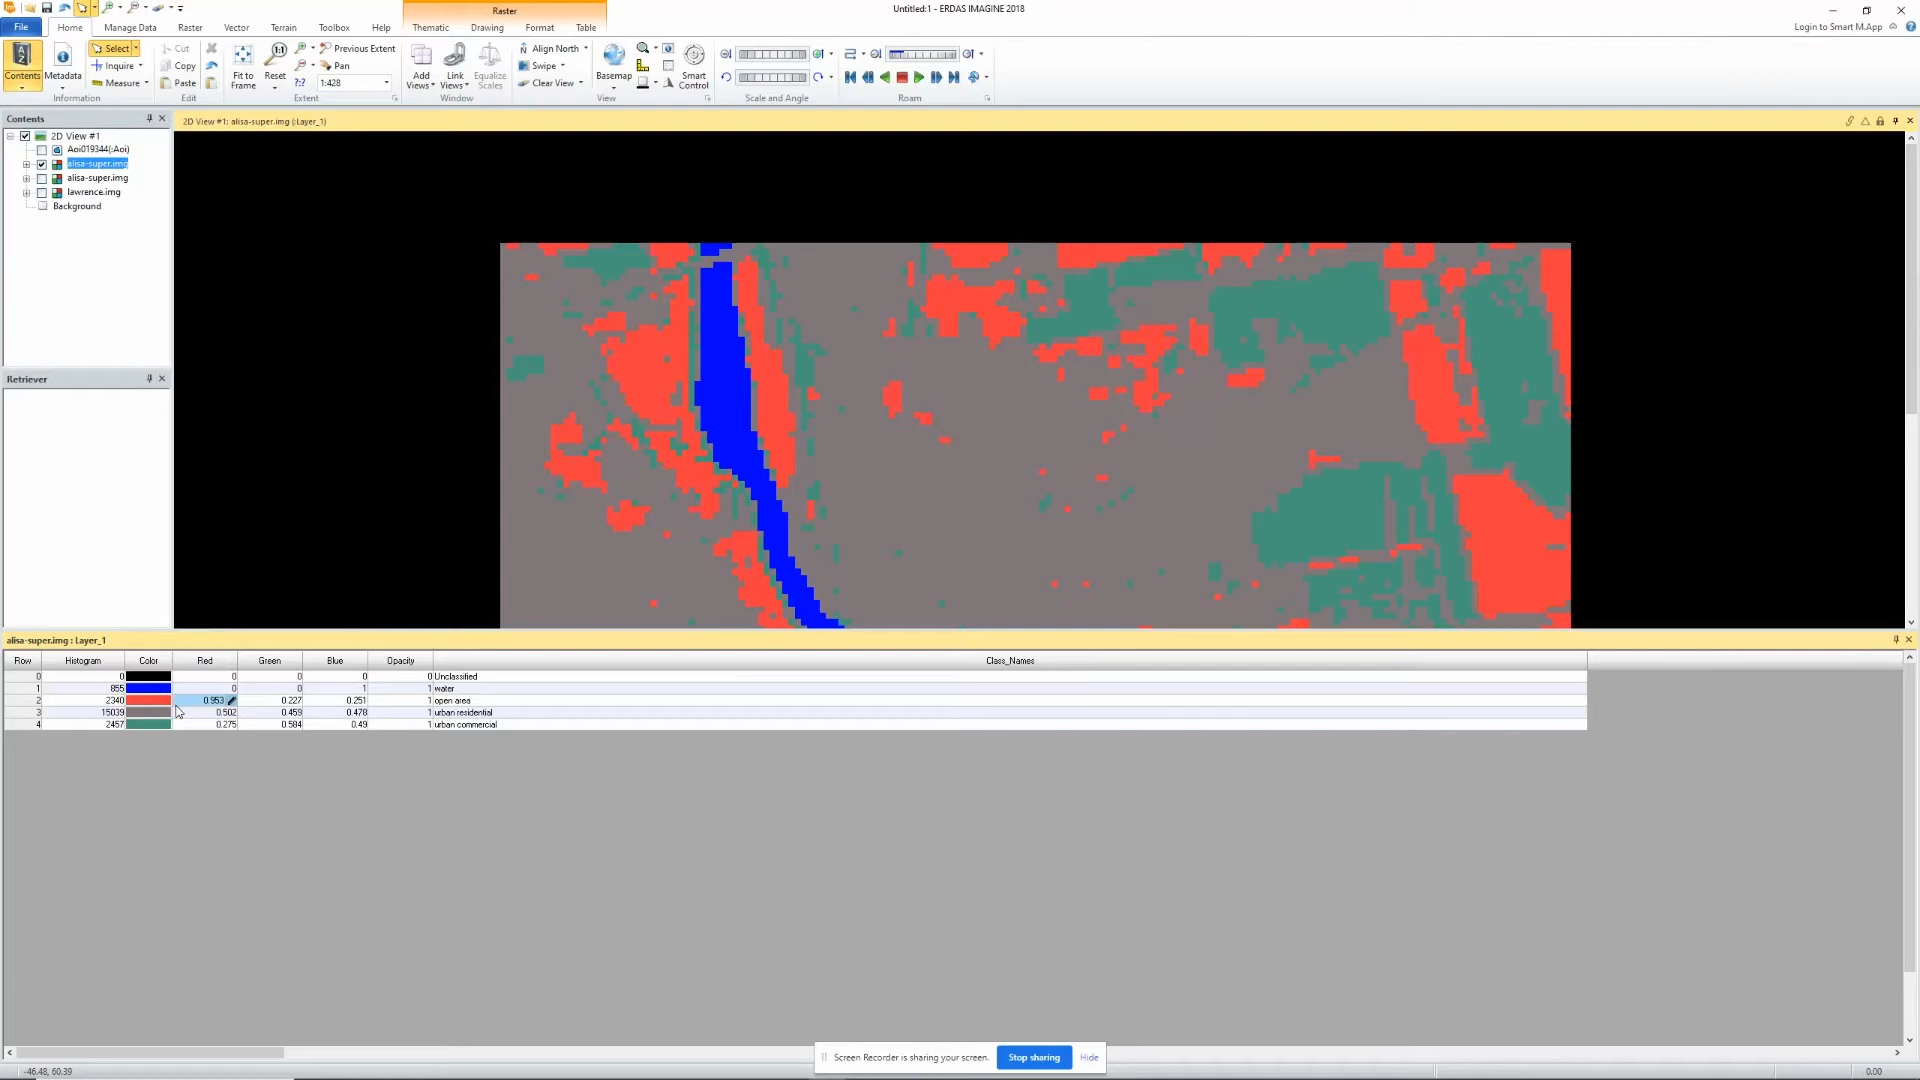 Raster
Untitled:1 - ERDAS IMAGINE 2018
File Home Manage Data Raster Vector Terrain Toolbox Help Thematic Drawing Format Table Login to Smart M.App
Contents
Metadata
Information
Select
Inquire
Measure
Cut
Copy
Paste
Edit
Fit to Frame
Reset
Previous Extent
Pan
1:428
Extent
Add Views
Link Views
Equalize Scales
Window
Align North
Swipe
Clear View
Basemap
Smart Control
View
Scale and Angle
Roam
Contents
2D View #1
Aoi019344(:Aoi)
alisa-super.img
alisa-super.img
lawrence.img
Background
Retriever
2D View #1: alisa-super.img (:Layer_1)
alisa-super.img : Layer_1
Row Histogram Color Red Green Blue Opacity Class_Names
0 0 0 0 0 0 Unclassified
1 855 0 0 1 1 water
2 2340 0.953 0.227 0.251 1 open area
3 15039 0.502 0.459 0.478 1 urban residential
4 2457 0.275 0.584 0.49 1 urban commercial
Screen Recorder is sharing your screen. Stop sharing Hide
-46.48, 60.39
0.00